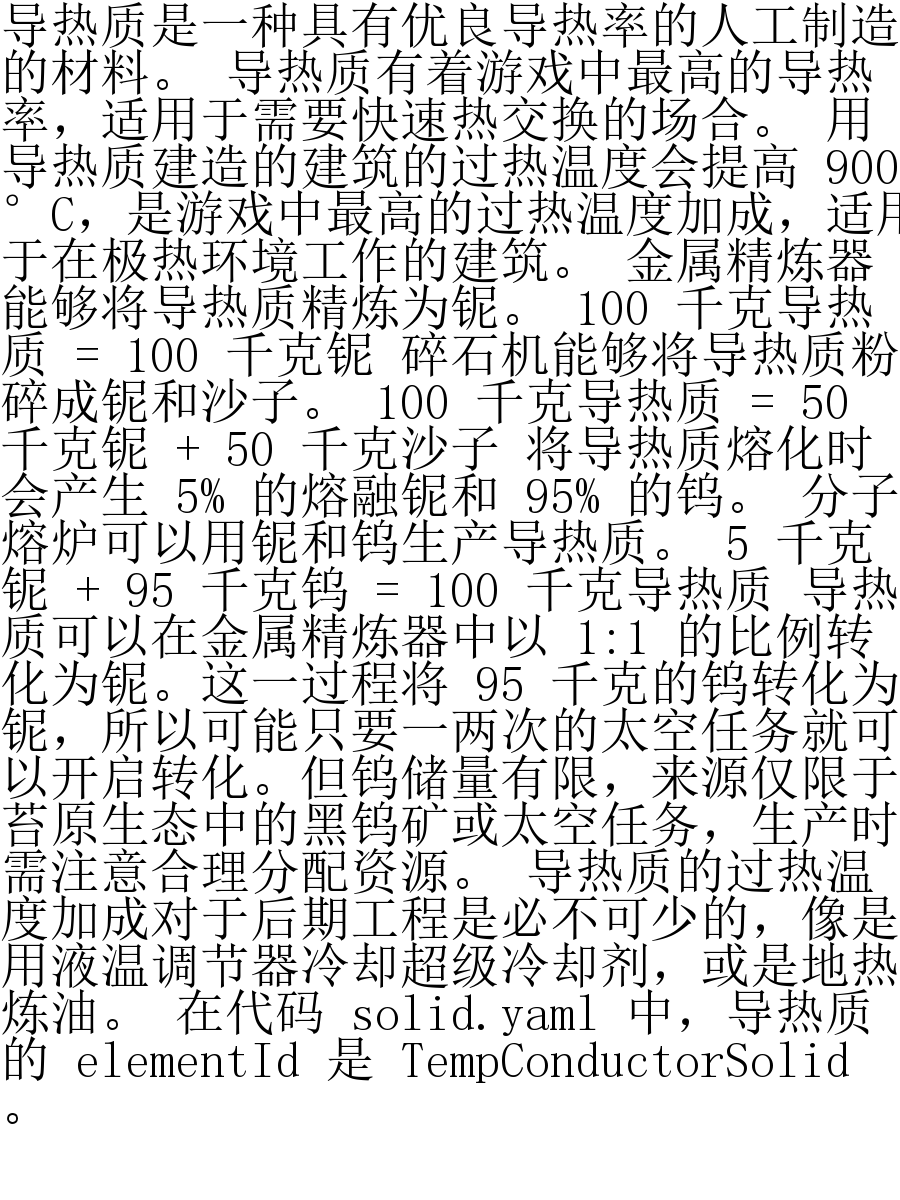 导热质是一种具有优良导热率的人工制造
的材料。 导热质有着游戏中最高的导热
率，适用于需要快速热交换的场合。 用
导热质建造的建筑的过热温度会提高 900
° C，是游戏中最高的过热温度加成，适用
于在极热环境工作的建筑。 金属精炼器
能够将导热质精炼为铌。 100 千克导热
质 = 100 千克铌 碎石机能够将导热质粉
碎成铌和沙子。 100 千克导热质 = 50
千克铌 + 50 千克沙子 将导热质熔化时
会产生 5% 的熔融铌和 95% 的钨。 分子
熔炉可以用铌和钨生产导热质。 5 千克
铌 + 95 千克钨 = 100 千克导热质 导热
质可以在金属精炼器中以 1:1 的比例转
化为铌。这一过程将 95 千克的钨转化为
铌，所以可能只要一两次的太空任务就可
以开启转化。但钨储量有限，来源仅限于
苔原生态中的黑钨矿或太空任务，生产时
需注意合理分配资源。 导热质的过热温
度加成对于后期工程是必不可少的，像是
用液温调节器冷却超级冷却剂，或是地热
炼油。 在代码 solid.yaml 中，导热质
的 elementId 是 TempConductorSolid
。